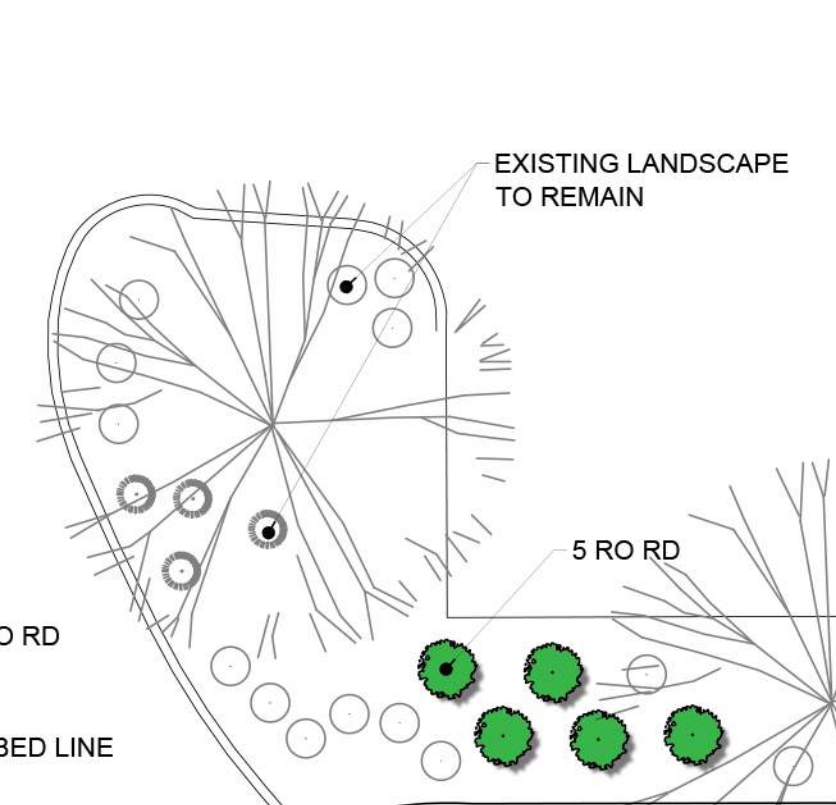 EXISTING LANDSCAPE
TO REMAIN
5 RO RD
O RD
BED LINE